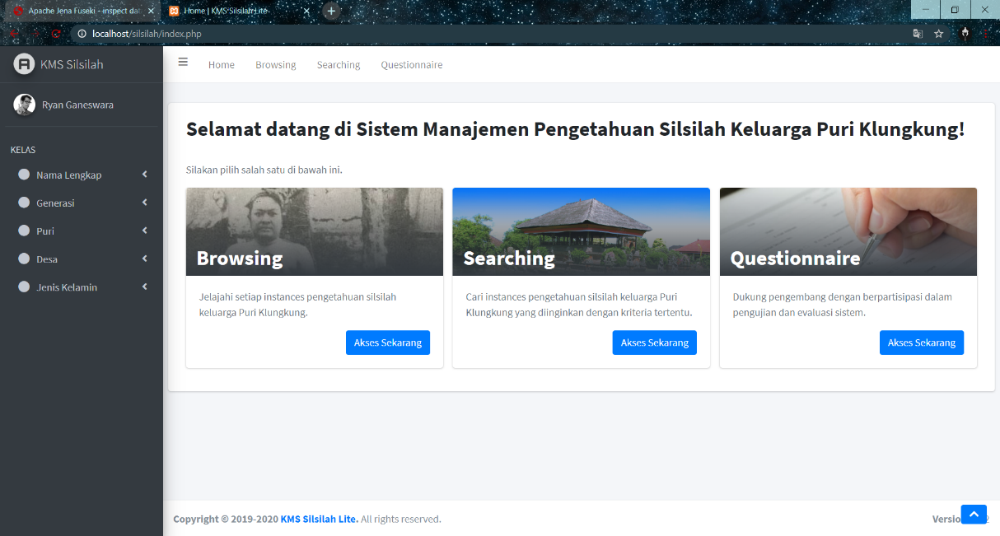 Apache Jena Fuseki - inspect dat
Home | KMS Silsilah Lite
localhost/silsilah/index.php
KMS Silsilah
Home
Browsing
Searching
Questionnaire
Ryan Ganeswara
KELAS
Nama Lengkap
Generasi
Puri
Desa
Jenis Kelamin
Selamat datang di Sistem Manajemen Pengetahuan Silsilah Keluarga Puri Klungkung!
Silakan pilih salah satu di bawah ini.
Browsing
Jelajahi setiap instances pengetahuan silsilah
keluarga Puri Klungkung.
Akses Sekarang
Searching
Cari instances pengetahuan silsilah keluarga Puri
Klungkung yang diinginkan dengan kriteria tertentu.
Akses Sekarang
Questionnaire
Dukung pengembang dengan berpartisipasi dalam
pengujian dan evaluasi sistem.
Akses Sekarang
Copyright © 2019-2020 KMS Silsilah Lite. All rights reserved.
Versio